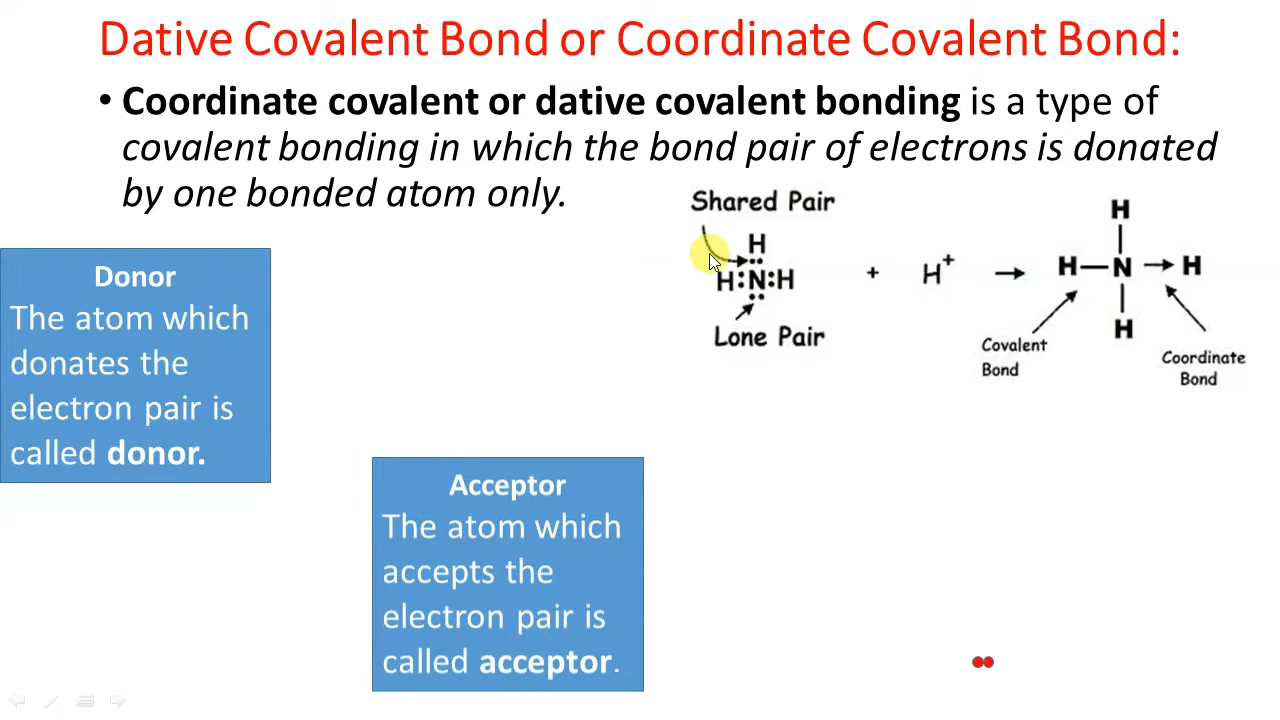 Dative Covalent Bond or Coordinate Covalent Bond:
• Coordinate covalent or dative covalent bonding is a type of
covalent bonding in which the bond pair of electrons is donated
by one bonded atom only.
Donor
The atom which
donates the
electron pair is
called donor.
Acceptor
The atom which
accepts the
electron pair is
called acceptor.
Shared Pair
H
H:N:H
Lone Pair
+ H+ →
H
H—N→H
H
Covalent
Bond
Coordinate
Bond